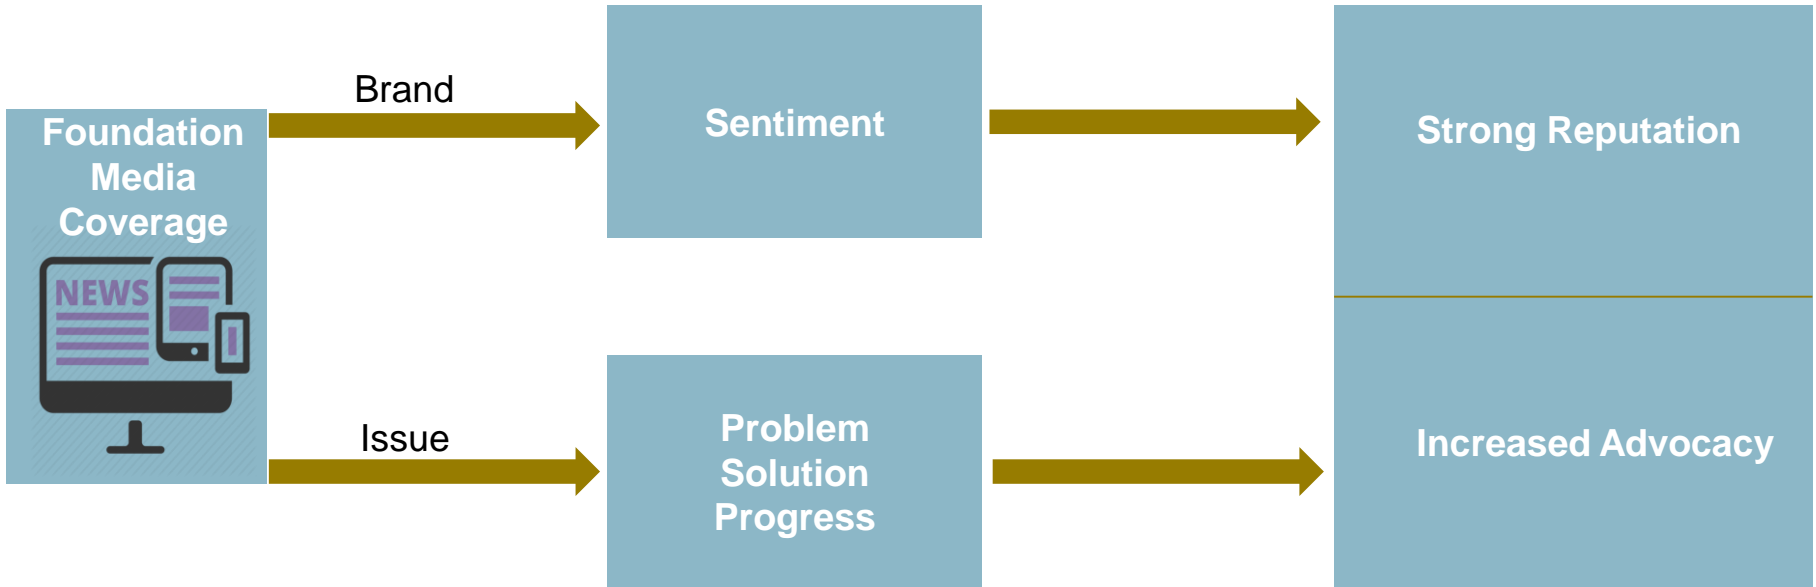 Foundation
Media
Coverage
NEWS
Brand
Sentiment
Strong Reputation
Issue
Problem
Solution
Progress
Increased Advocacy